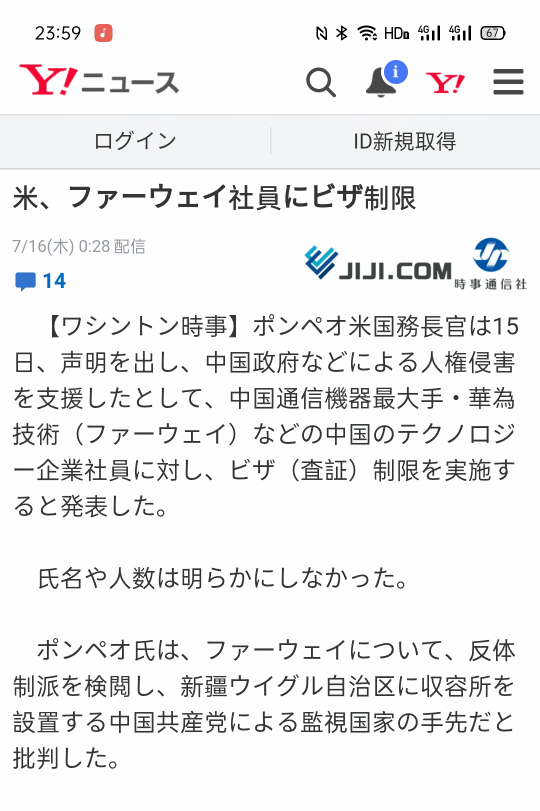 23:59
HD
4G
4G
67
Y!ニュース
i
Y!
ログイン
ID新規取得
米、ファーウェイ社員にビザ制限
7/16(木) 0:28 配信
14
JIJI.COM
時事通信社
【ワシントン時事】ポンペオ米国務長官は15
日、声明を出し、中国政府などによる人権侵害
を支援したとして、中国通信機器最大手・華為
技術（ファーウェイ）などの中国のテクノロジ
ー企業社員に対し、ビザ（査証）制限を実施す
ると発表した。
氏名や人数は明らかにしなかった。
ポンペオ氏は、ファーウェイについて、反体
制派を検閲し、新疆ウイグル自治区に収容所を
設置する中国共産党による監視国家の手先だと
批判した。